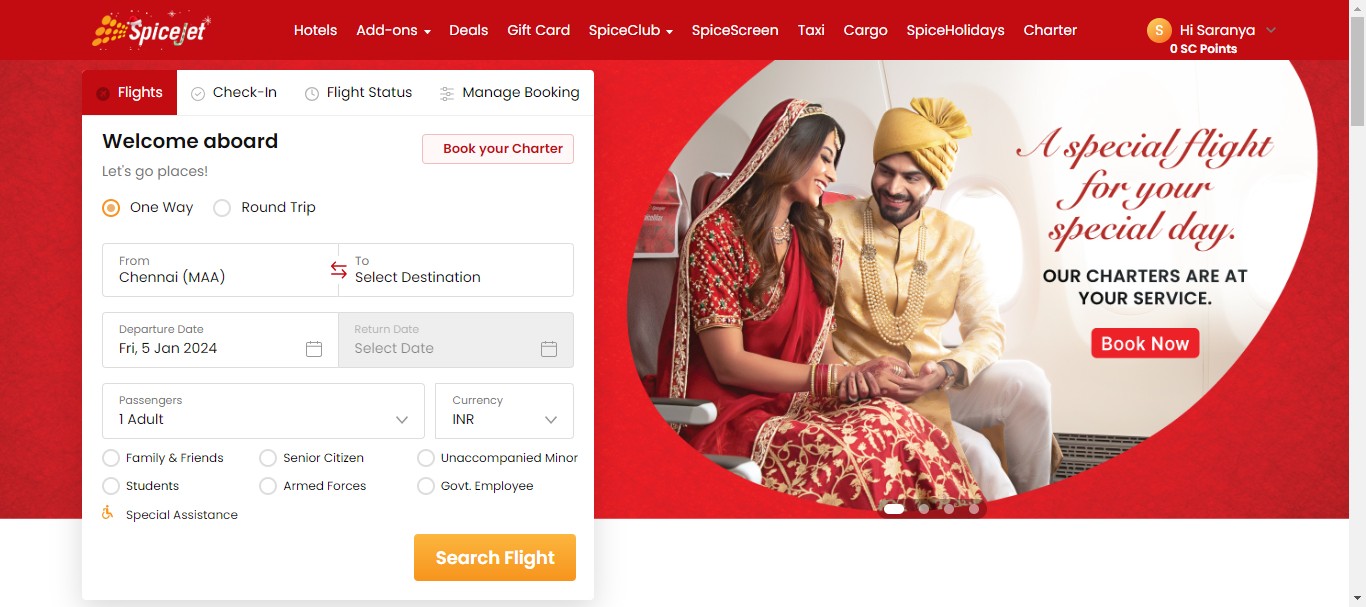 SpiceJet
Hotels Add-ons Deals Gift Card SpiceClub SpiceScreen Taxi Cargo SpiceHolidays Charter
S Hi Saranya
0 SC Points
Flights Check-In Flight Status Manage Booking
Welcome aboard
Book your Charter
Let's go places!
One Way Round Trip
From To
Chennai (MAA) Select Destination
Departure Date Return Date
Fri, 5 Jan 2024 Select Date
Passengers Currency
1 Adult INR
Family & Friends Senior Citizen Unaccompanied Minor
Students Armed Forces Govt. Employee
Special Assistance
Search Flight
A special flight
for your
special day.
OUR CHARTERS ARE AT
YOUR SERVICE.
Book Now